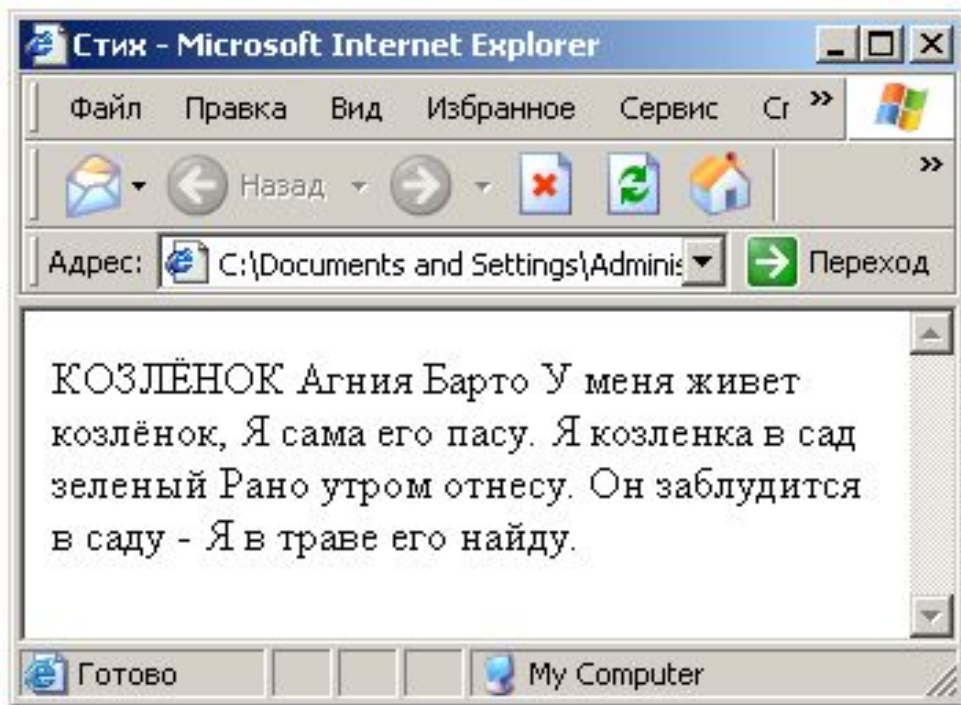 Стих - Microsoft Internet Explorer
Файл Правка Вид Избранное Сервис Сг »
Назад »
Адрес: C:\Documents and Settings\Adminis Переход
КОЗЛЁНОК Агния Барто У меня живет
козлёнок, Я сама его пасу. Я козленка в сад
зеленый Рано утром отнесу. Он заблудится
в саду - Я в траве его найду.
Готово My Computer